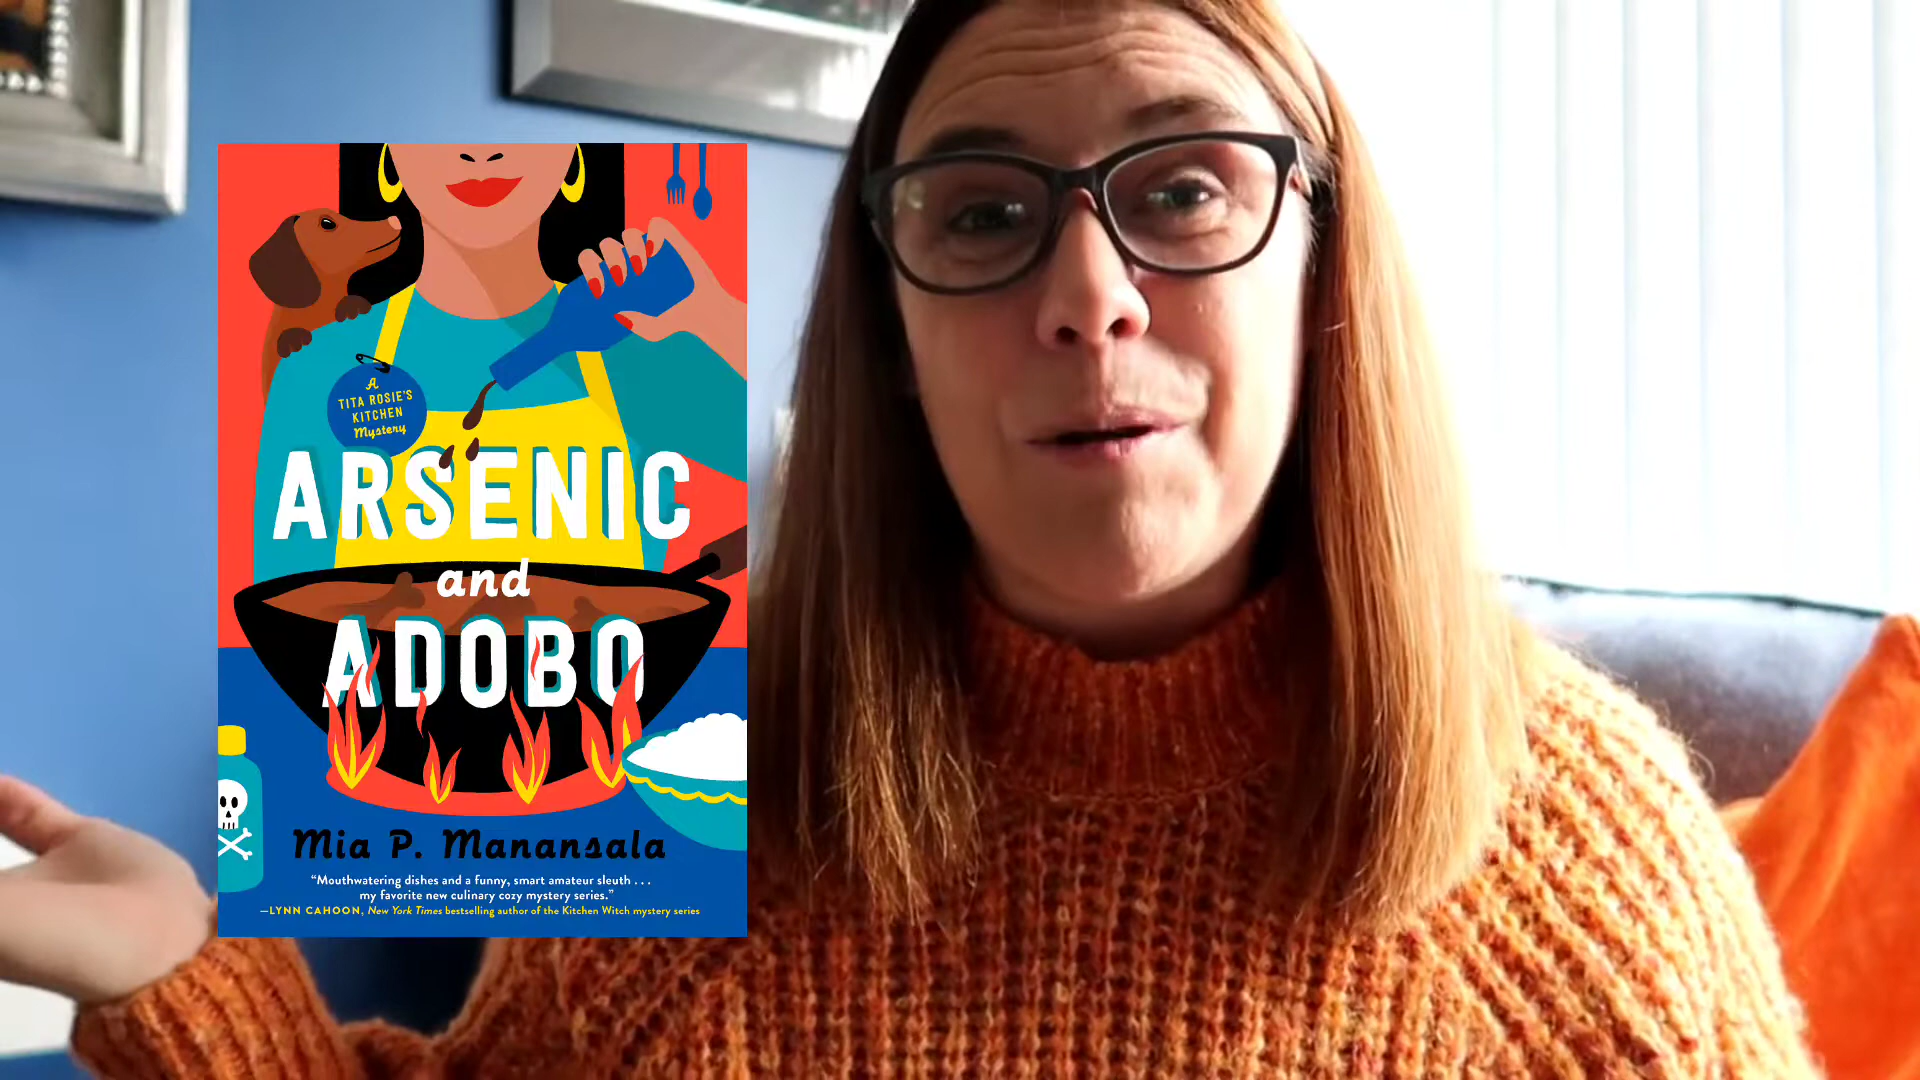 A
TITA ROSIE'S
KITCHEN
Mystery
ARSENIC
and
ADOBO
Mia P. Manansala
“Mouthwatering dishes and a funny, smart amateur sleuth . . .
my favorite new culinary cozy mystery series.”
—LYNN CAHOON, New York Times bestselling author of the Kitchen Witch mystery series